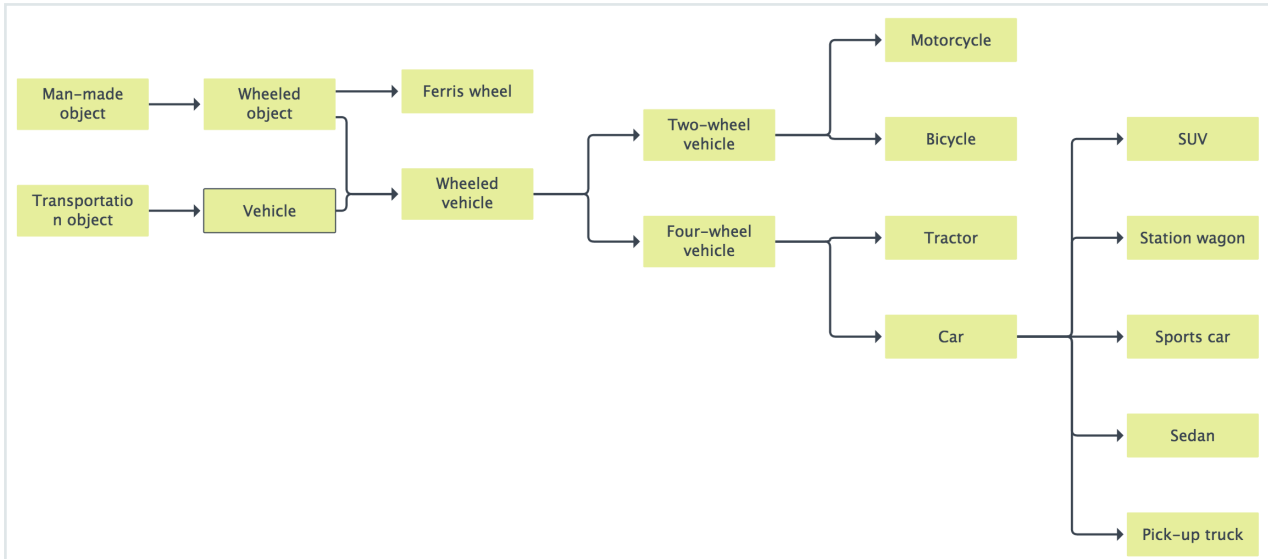 Man-made
object
Wheeled
object
Ferris wheel
Transportatio
n object
Vehicle
Wheeled
vehicle
Two-wheel
vehicle
Four-wheel
vehicle
Motorcycle
Bicycle
Tractor
Car
SUV
Station wagon
Sports car
Sedan
Pick-up truck